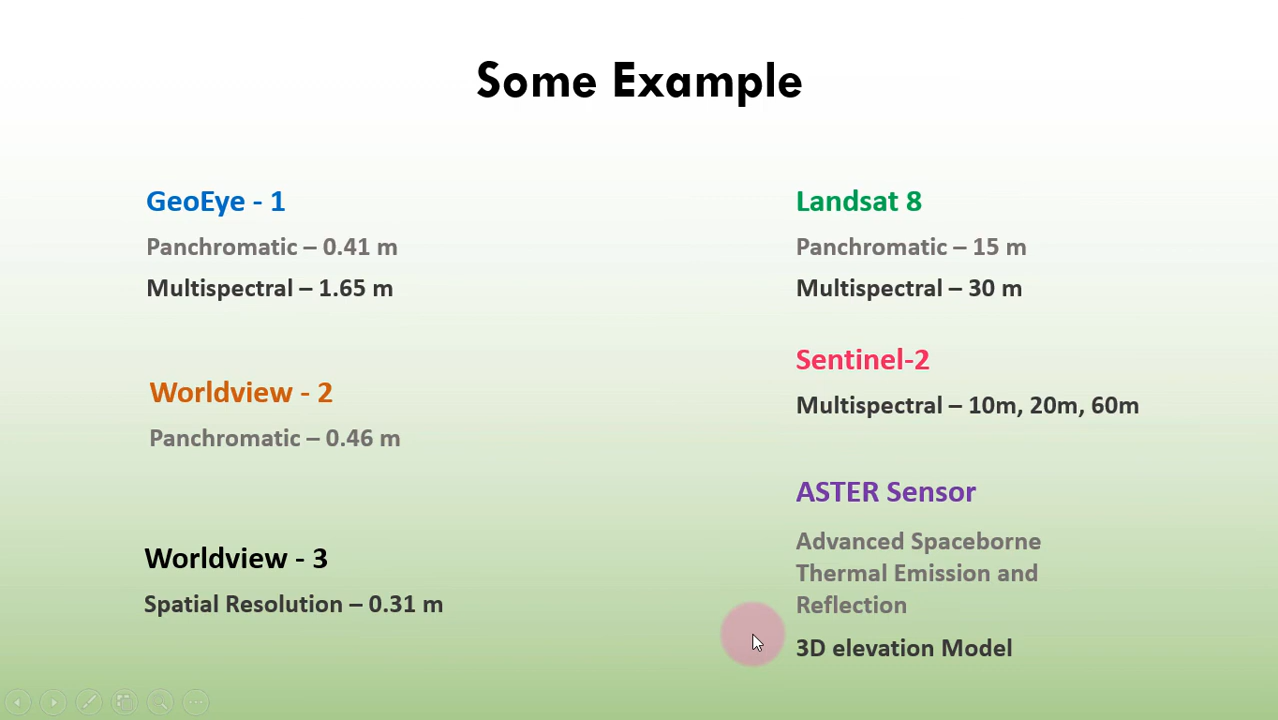 Some Example
GeoEye - 1
Panchromatic – 0.41 m
Multispectral – 1.65 m
Worldview - 2
Panchromatic – 0.46 m
Worldview - 3
Spatial Resolution – 0.31 m
Landsat 8
Panchromatic – 15 m
Multispectral – 30 m
Sentinel-2
Multispectral – 10m, 20m, 60m
ASTER Sensor
Advanced Spaceborne
Thermal Emission and
Reflection
3D elevation Model